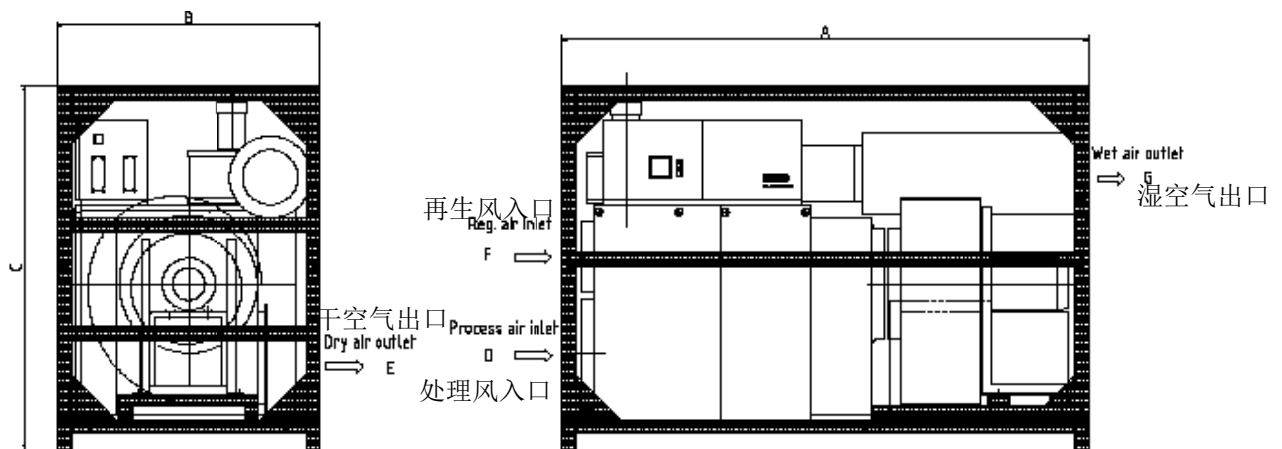 B
A
C
干空气出口
Dry air outlet
E
再生风入口
Reg. air inlet
F
Process air inlet
D
处理风入口
Wet air outlet
G
湿空气出口